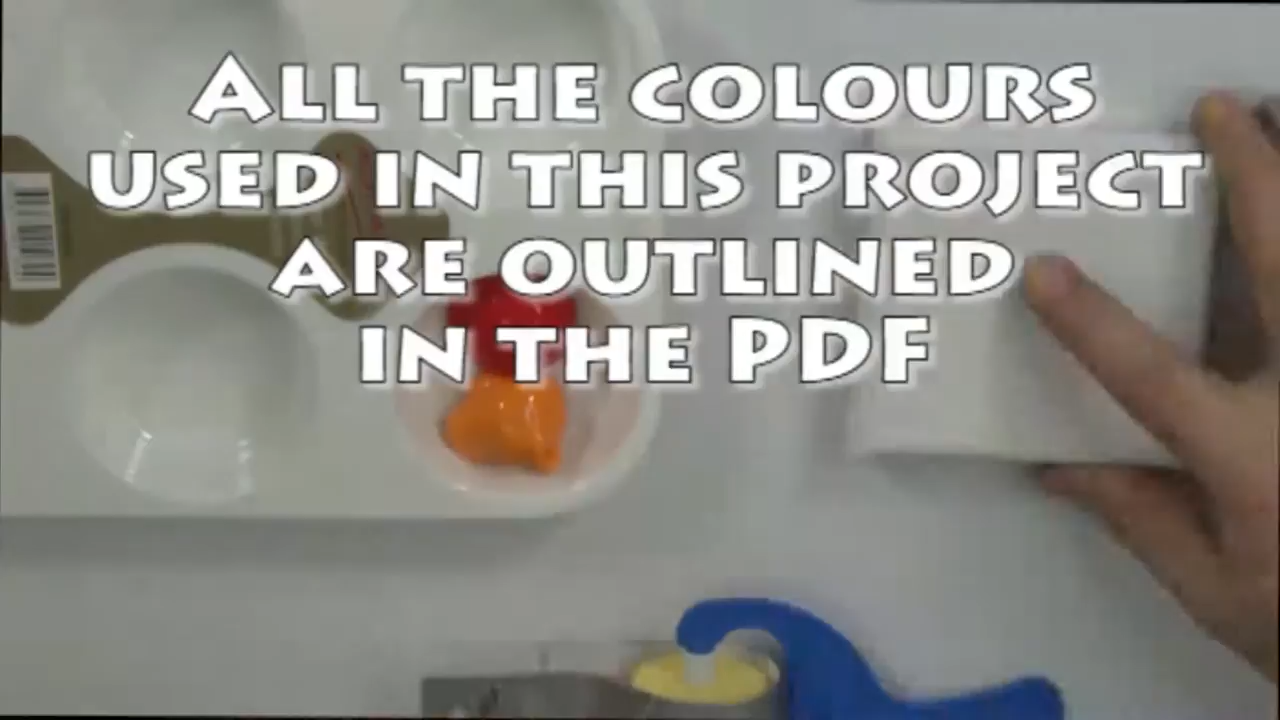 ALL THE COLOURS
USED IN THIS PROJECT
ARE OUTLINED
IN THE PDF